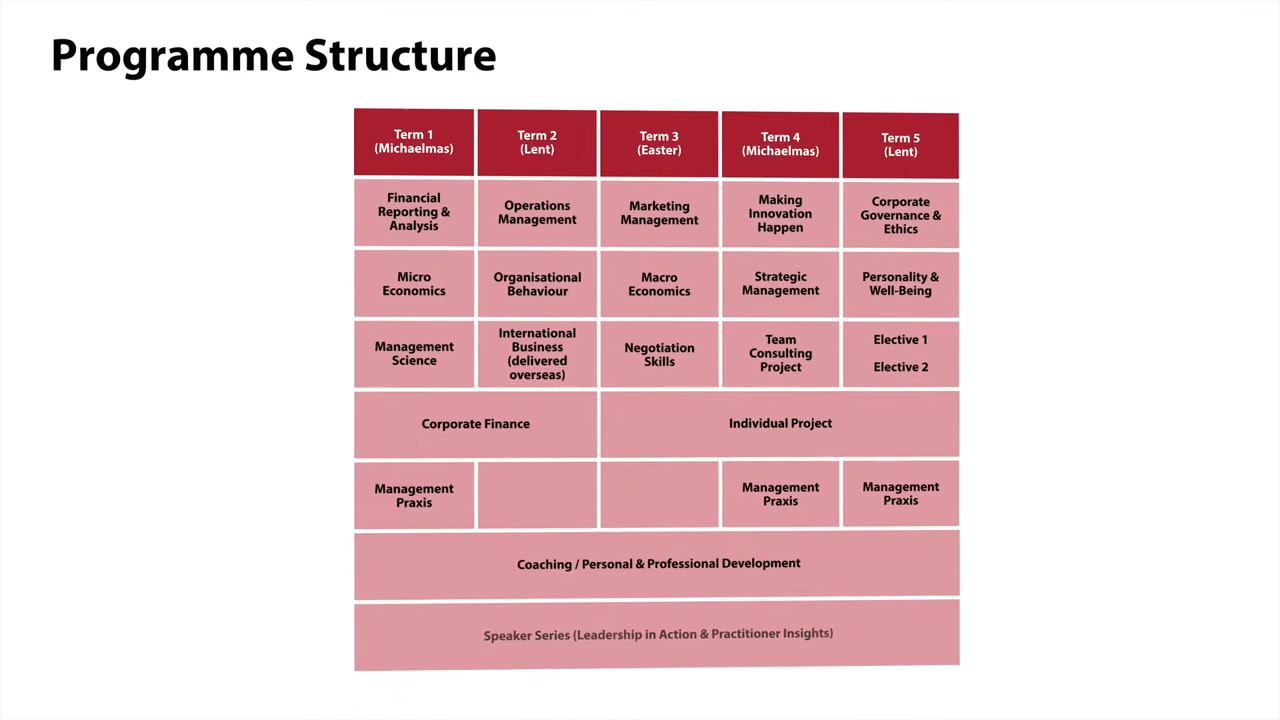 Programme Structure
Term 1
(Michaelmas)
Term 2
(Lent)
Term 3
(Easter)
Term 4
(Michaelmas)
Term 5
(Lent)
Financial
Reporting &
Analysis
Operations
Management
Marketing
Management
Making
Innovation
Happen
Corporate
Governance &
Ethics
Micro
Economics
Organisational
Behaviour
Macro
Economics
Strategic
Management
Personality &
Well-Being
Management
Science
International
Business
(delivered
overseas)
Negotiation
Skills
Team
Consulting
Project
Elective 1
Elective 2
Corporate Finance
Individual Project
Management
Praxis
Management
Praxis
Management
Praxis
Coaching / Personal & Professional Development
Speaker Series (Leadership in Action & Practitioner Insights)